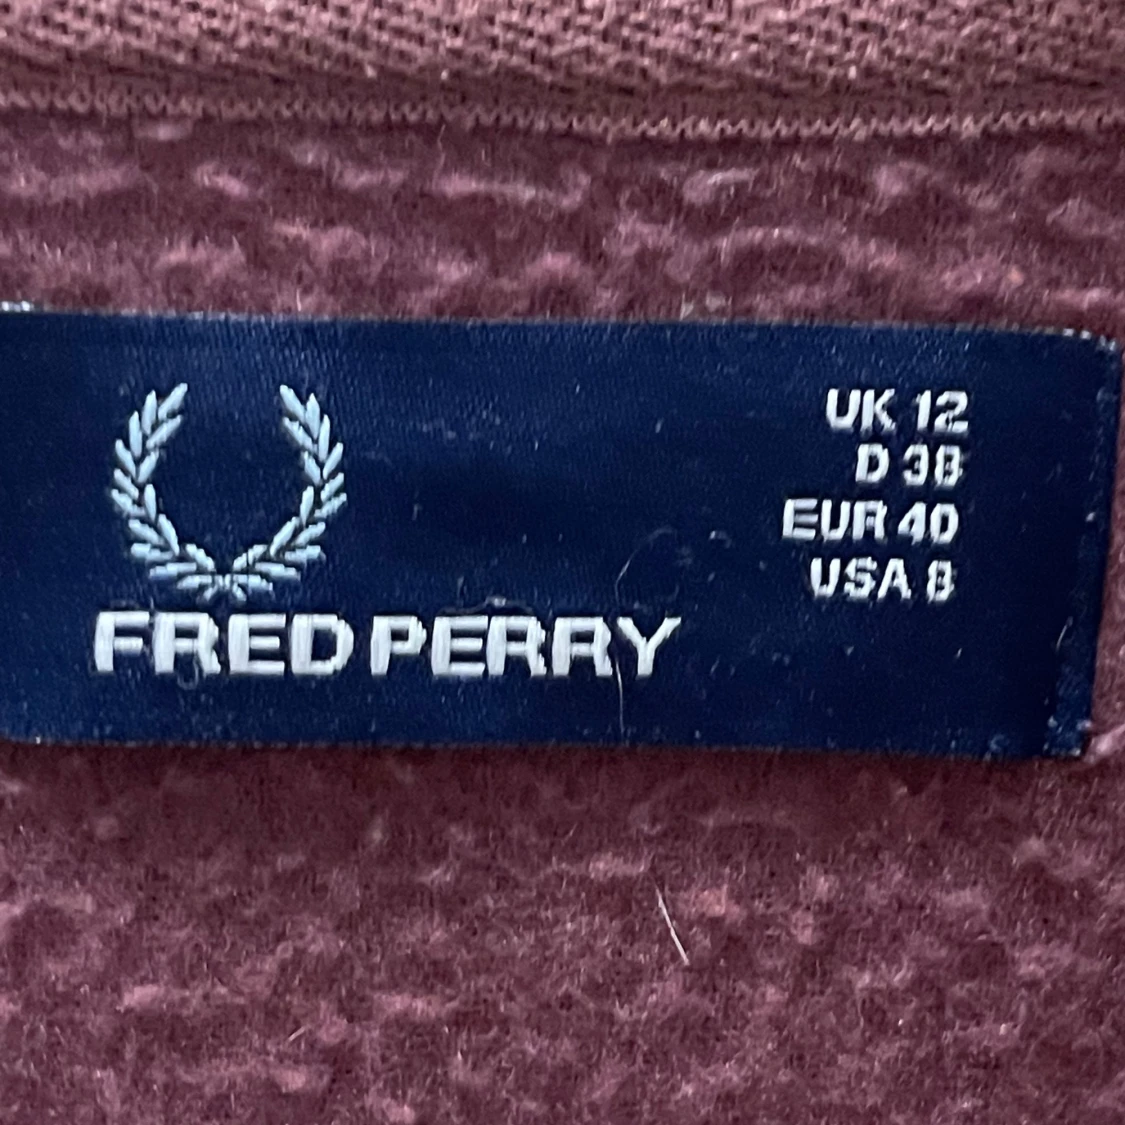 UK 12
D 38
EUR 40
USA 8
FRED PERRY